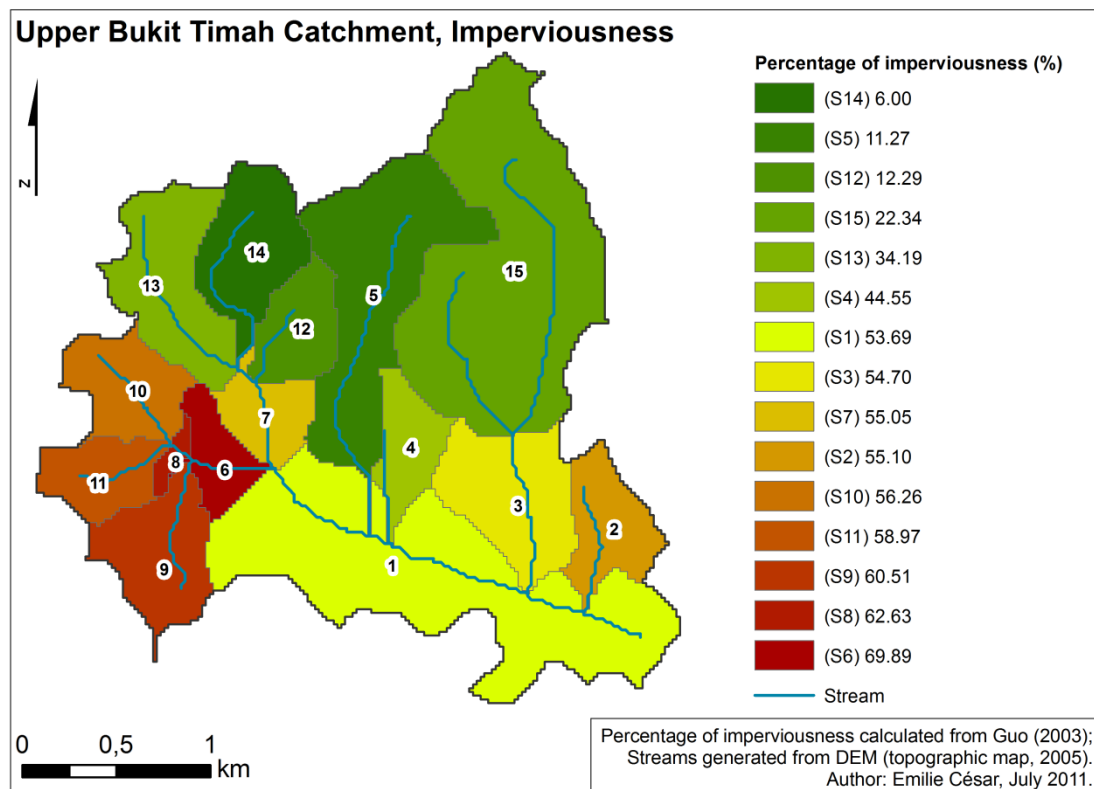 Upper Bukit Timah Catchment, Imperviousness
Percentage of imperviousness (%)
(S14) 6.00
(S5) 11.27
(S12) 12.29
(S15) 22.34
(S13) 34.19
(S4) 44.55
(S1) 53.69
(S3) 54.70
(S7) 55.05
(S2) 55.10
(S10) 56.26
(S11) 58.97
(S9) 60.51
(S8) 62.63
(S6) 69.89
Stream
N
14
13
15
5
12
10
7
4
8
6
11
3
2
1
9
0 0,5 1
km
Percentage of imperviousness calculated from Guo (2003);
Streams generated from DEM (topographic map, 2005).
Author: Emilie César, July 2011.